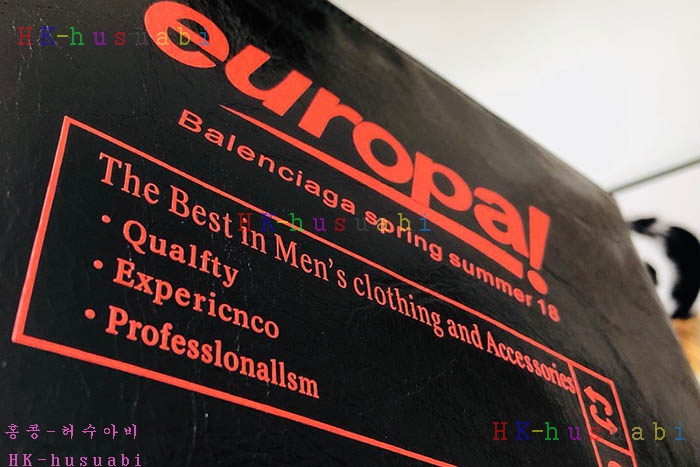 HK-husuabi
europa!
Balenciaga spring summer 18
HK-husuabi
The Best in Men's clothing and Accessories
• Qualfty
• Expericnco
• Professlonallsm
홍콩-허수아비
HK-husuabi
HK-husuabi